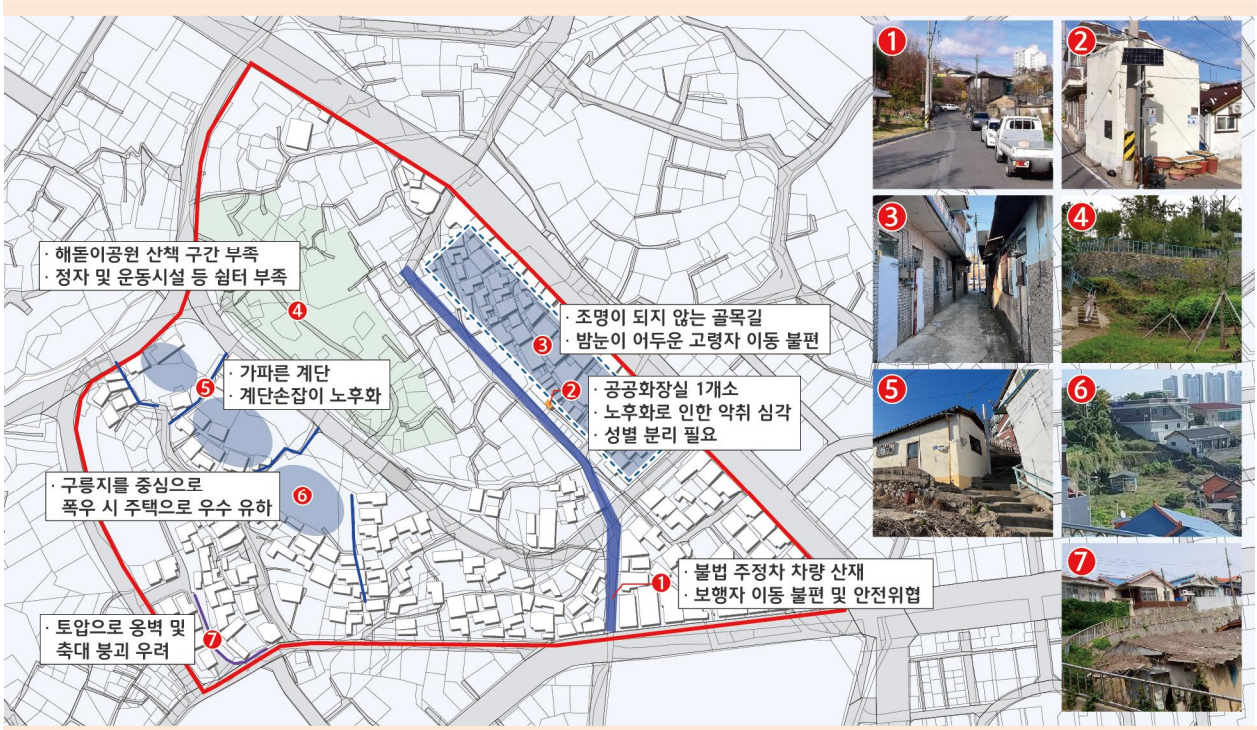 · 해돋이공원 산책 구간 부족
· 정자 및 운동시설 등 쉼터 부족
4
3
· 조명이 되지 않는 골목길
· 밤눈이 어두운 고령자 이동 불편
5
· 가파른 계단
· 계단손잡이 노후화
2
· 공공화장실 1개소
· 노후화로 인한 악취 심각
· 성별 분리 필요
· 구릉지를 중심으로
폭우 시 주택으로 우수 유하
6
1
· 불법 주정차 차량 산재
· 보행자 이동 불편 및 안전위협
· 토압으로 옹벽 및
축대 붕괴 우려
7
1
2
3
4
5
6
7